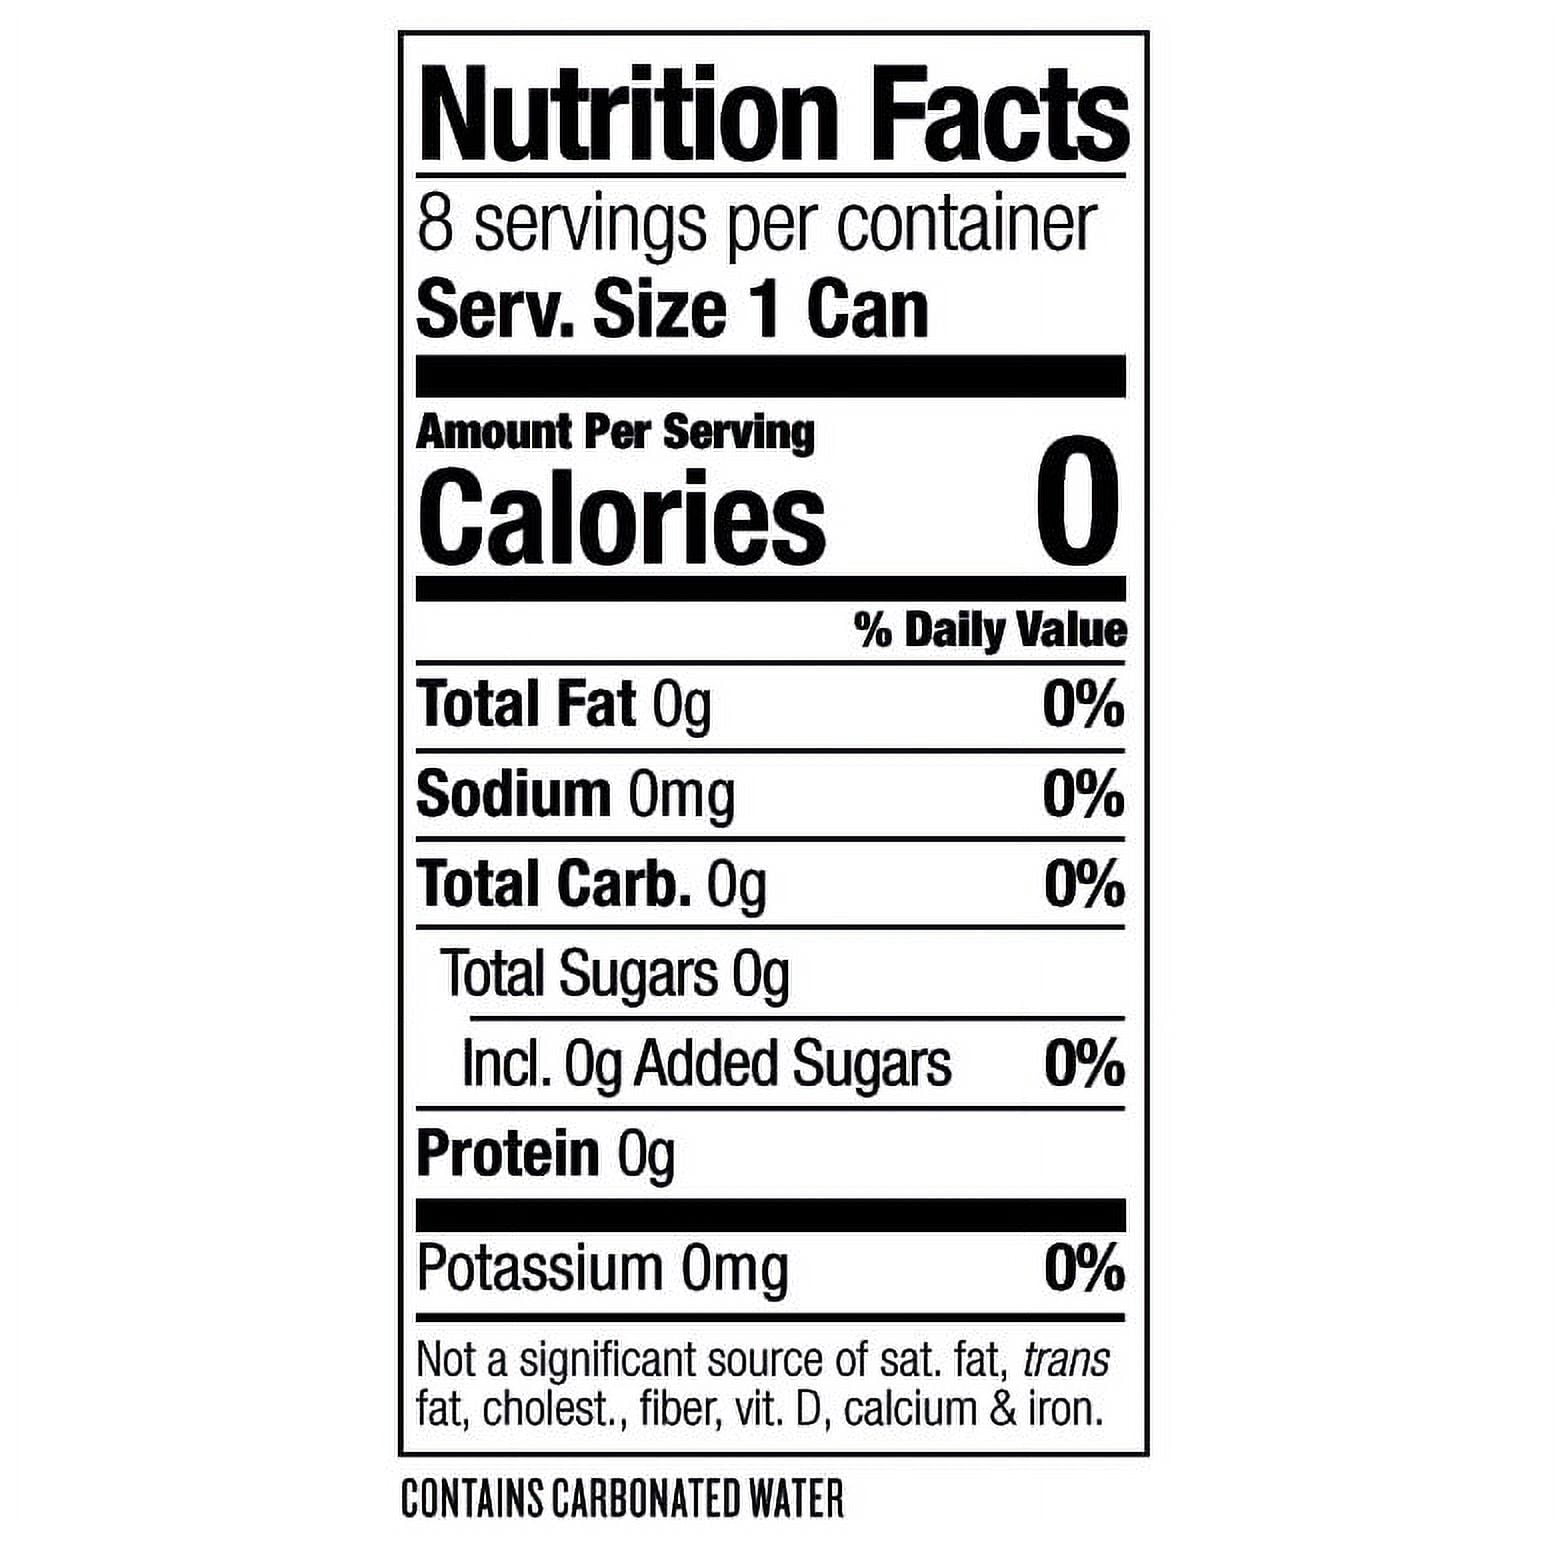 Nutrition Facts
8 servings per container
Serv. Size 1 Can
Amount Per Serving
Calories 0
% Daily Value
Total Fat 0g 0%
Sodium 0mg 0%
Total Carb. 0g 0%
Total Sugars 0g
Incl. 0g Added Sugars 0%
Protein 0g
Potassium 0mg 0%
Not a significant source of sat. fat, trans
fat, cholest., fiber, vit. D, calcium & iron.
CONTAINS CARBONATED WATER